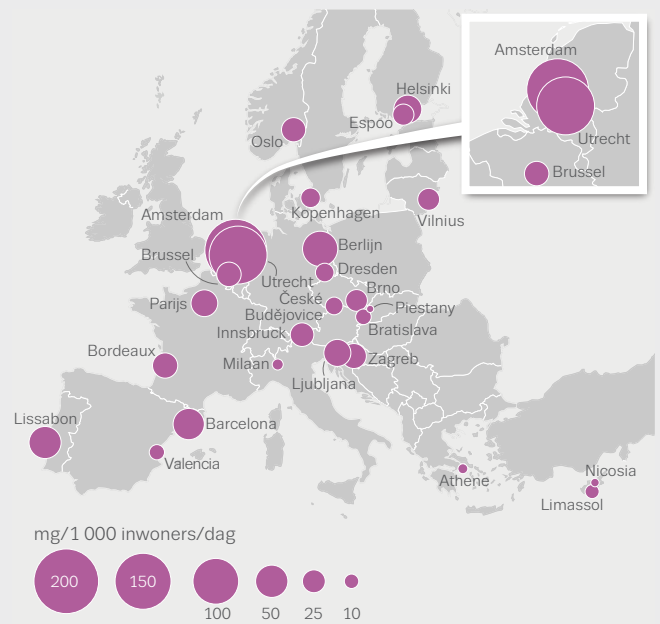 Amsterdam
Utrecht
Brussel
Helsinki
Espoo
Oslo
Kopenhagen
Vilnius
Amsterdam
Brussel
Berlijn
Dresden
Utrecht
Brno
Parijs
České
Budějovice
Piestany
Bratislava
Innsbruck
Bordeaux
Milaan
Zagreb
Ljubljana
Lissabon
Barcelona
Valencia
Athene
Nicosia
Limassol
mg/1 000 inwoners/dag
200
150
100
50
25
10